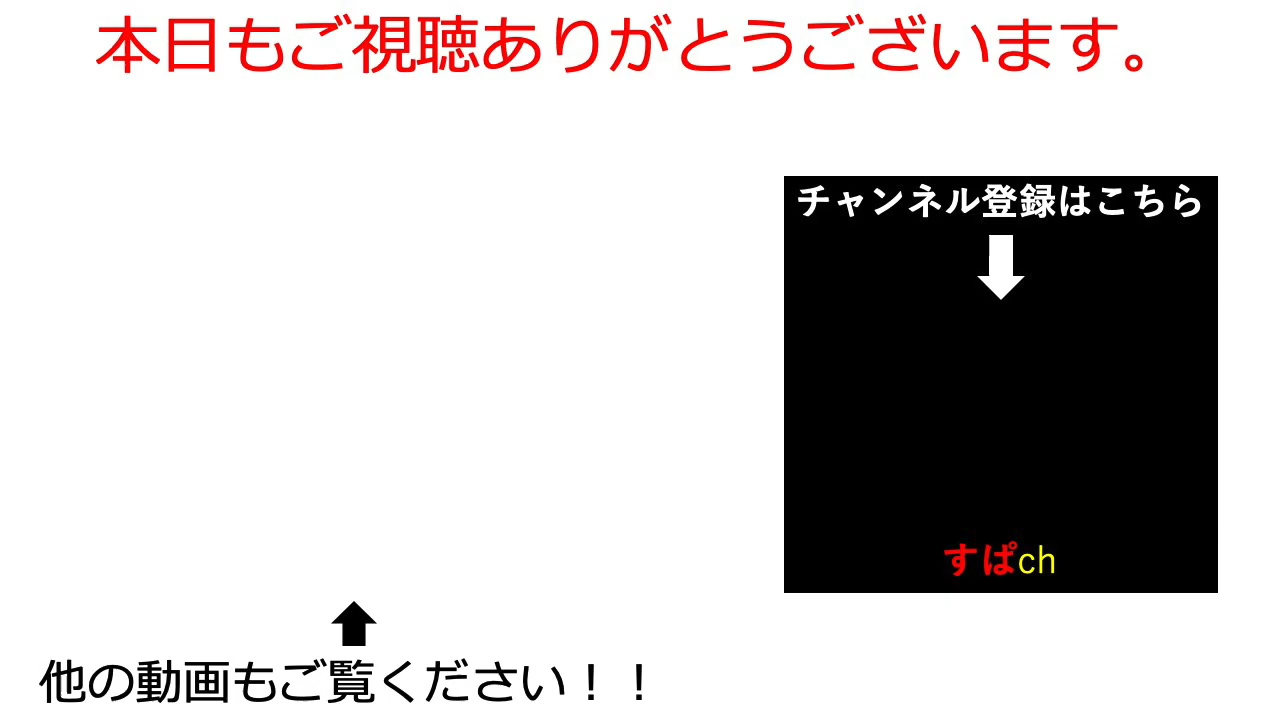 本日もご視聴ありがとうございます。
チャンネル登録はこちら
すぱch
他の動画もご覧ください！！